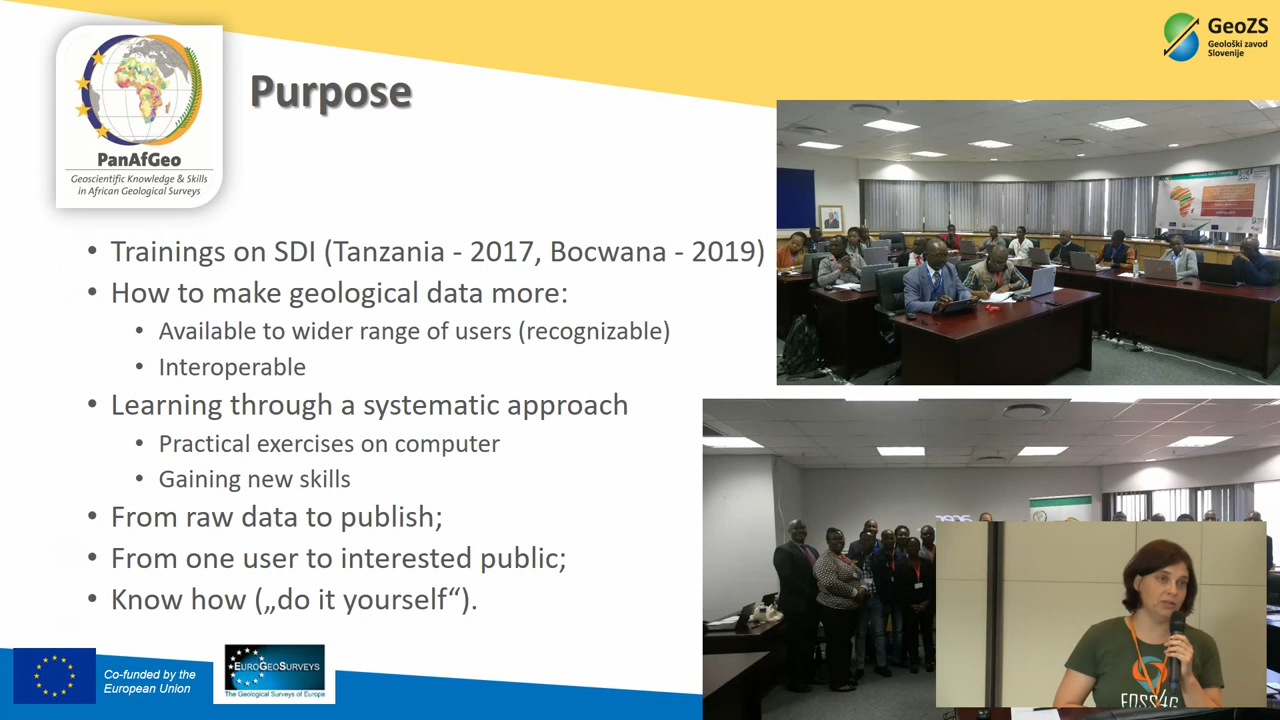 GeoZS
Geološki zavod
Slovenije
Purpose
PanAfGeo
Geoscientific Knowledge & Skills
in African Geological Surveys
• Trainings on SDI (Tanzania - 2017, Bocwana - 2019)
• How to make geological data more:
• Available to wider range of users (recognizable)
• Interoperable
• Learning through a systematic approach
• Practical exercises on computer
• Gaining new skills
• From raw data to publish;
• From one user to interested public;
• Know how („do it yourself“).
Co-funded by the
European Union
EUROGEOSURVEYS
The Geological Surveys of Europe
acer
FOSS4G